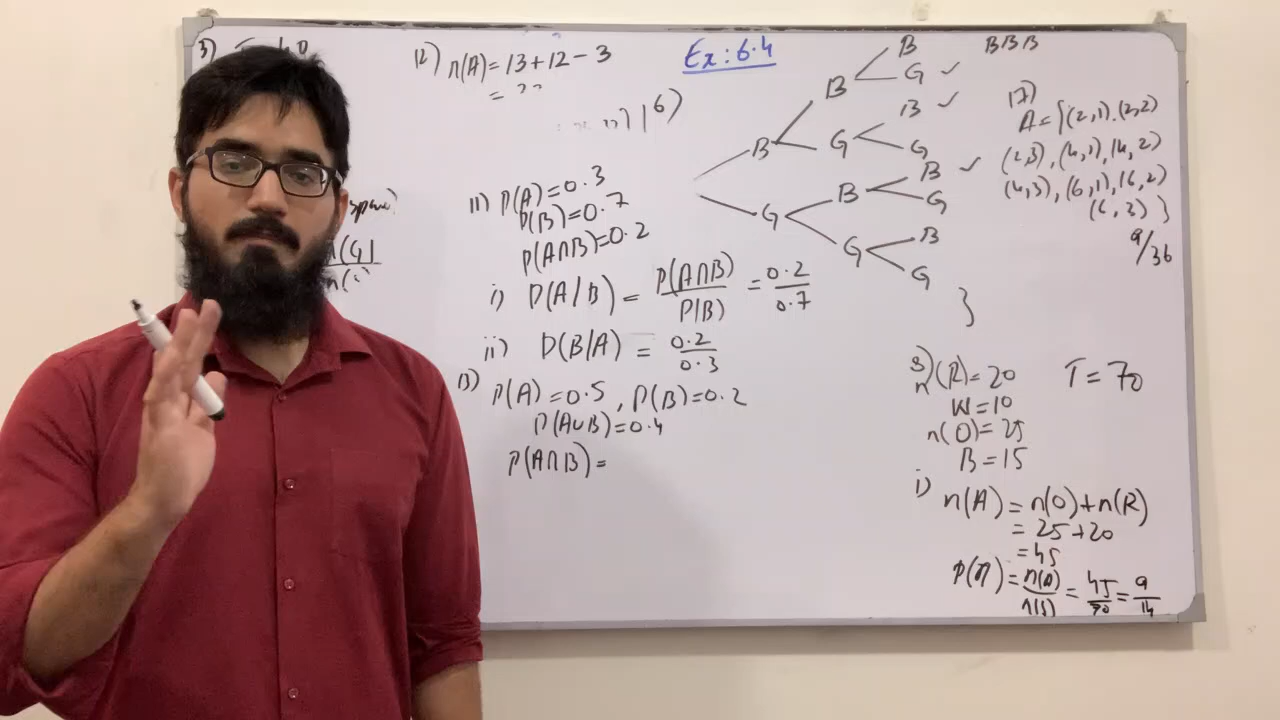 12) n(A) = 13 + 12 - 3
=
Ex: 6.4
16)
11) P(A) = 0.3
P(B) = 0.7
P(A∩B) = 0.2
i) P(A/B) = P(A∩B)/P(B) = 0.2/0.7
ii) P(B/A) = 0.2/0.3
13) P(A) = 0.5, P(B) = 0.2
P(A∪B) = 0.4
P(A∩B) =
B
B
G ✓
B
B ✓
G
G
B ✓
B
G
G
B
G
G
BBB
}
17)
A = {(2,1), (2,2)
(2,3), (4,1), (4,2)
(4,3), (6,1), (6,2)
(6,3) }
9/36
n(R) = 20
W = 10
n(O) = 25
B = 15
T = 70
i) n(A) = n(O) + n(R)
= 25 + 20
= 45
P(A) = n(A)/n(S) = 45/70 = 9/14